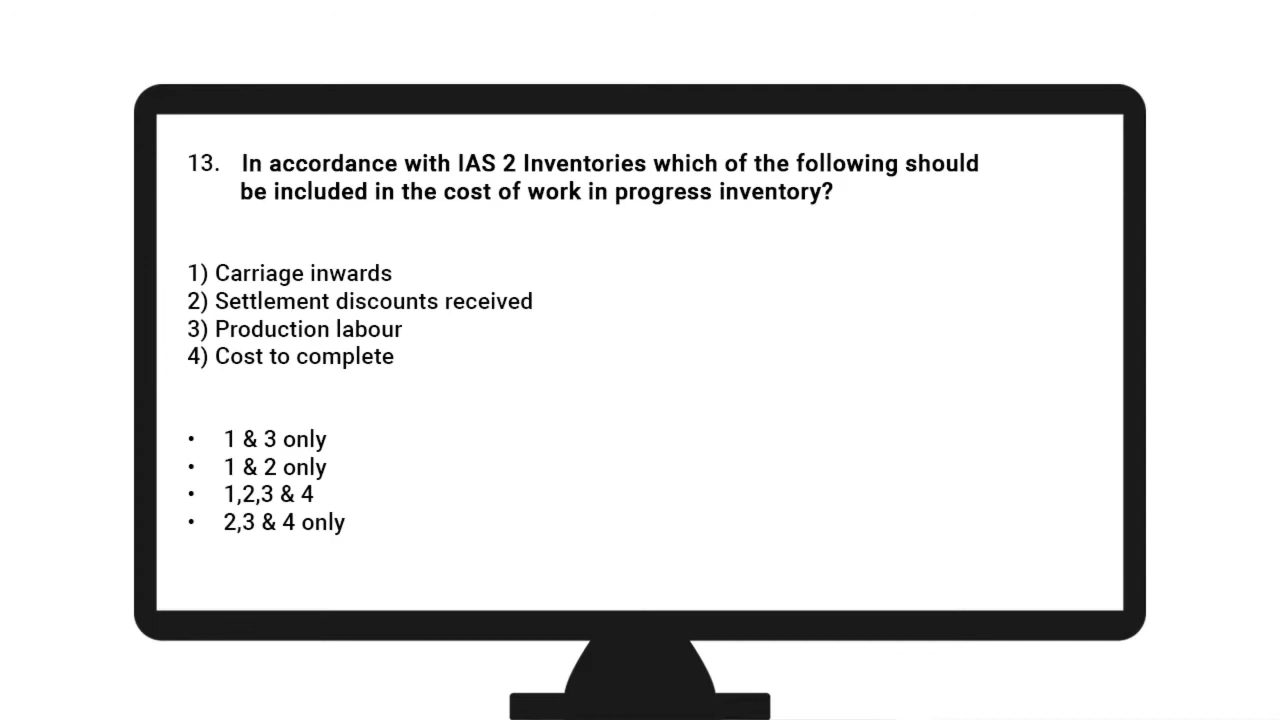 13. In accordance with IAS 2 Inventories which of the following should
be included in the cost of work in progress inventory?
1) Carriage inwards
2) Settlement discounts received
3) Production labour
4) Cost to complete
• 1 & 3 only
• 1 & 2 only
• 1,2,3 & 4
• 2,3 & 4 only